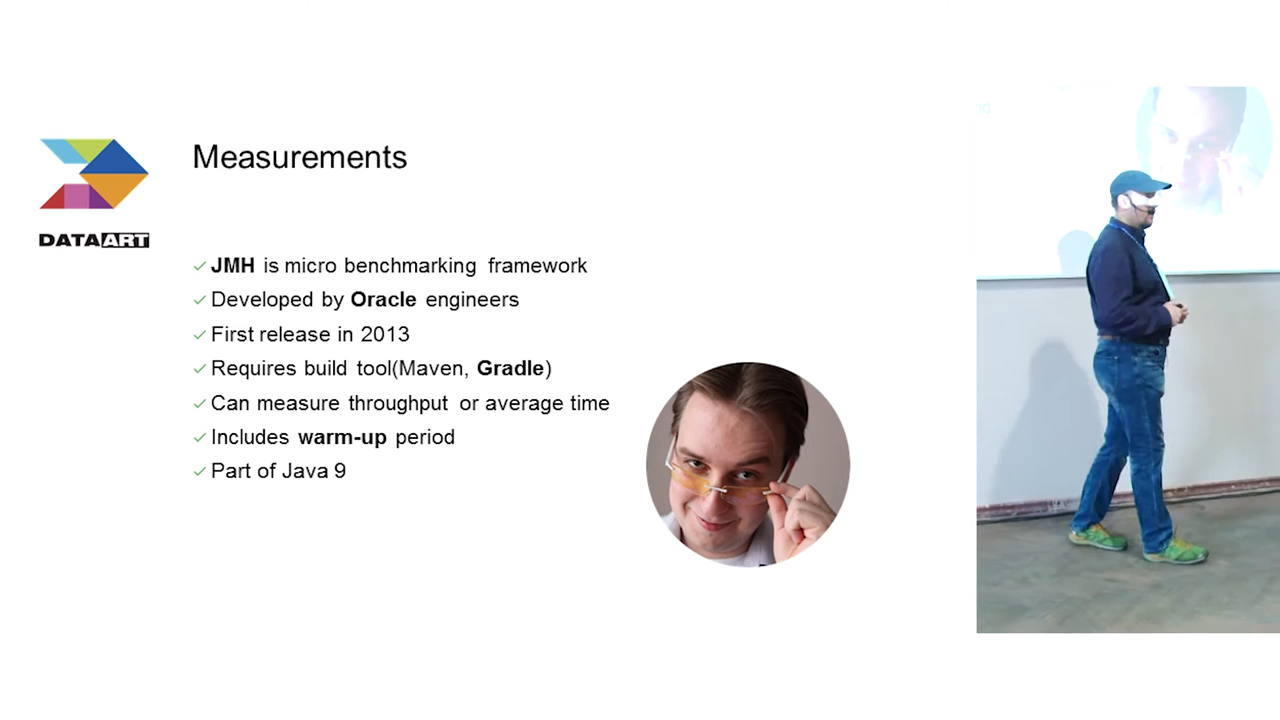 Measurements
DATAART
JMH is micro benchmarking framework
Developed by Oracle engineers
First release in 2013
Requires build tool(Maven, Gradle)
Can measure throughput or average time
Includes warm-up period
Part of Java 9